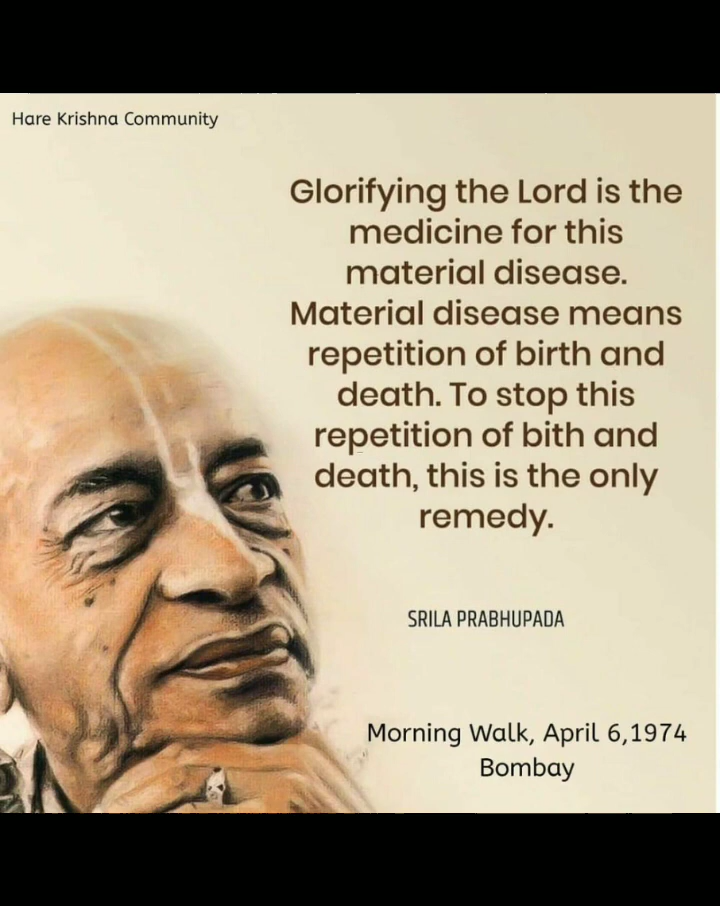 Hare Krishna Community
Glorifying the Lord is the
medicine for this
material disease.
Material disease means
repetition of birth and
death. To stop this
repetition of bith and
death, this is the only
remedy.
SRILA PRABHUPADA
Morning Walk, April 6,1974
Bombay